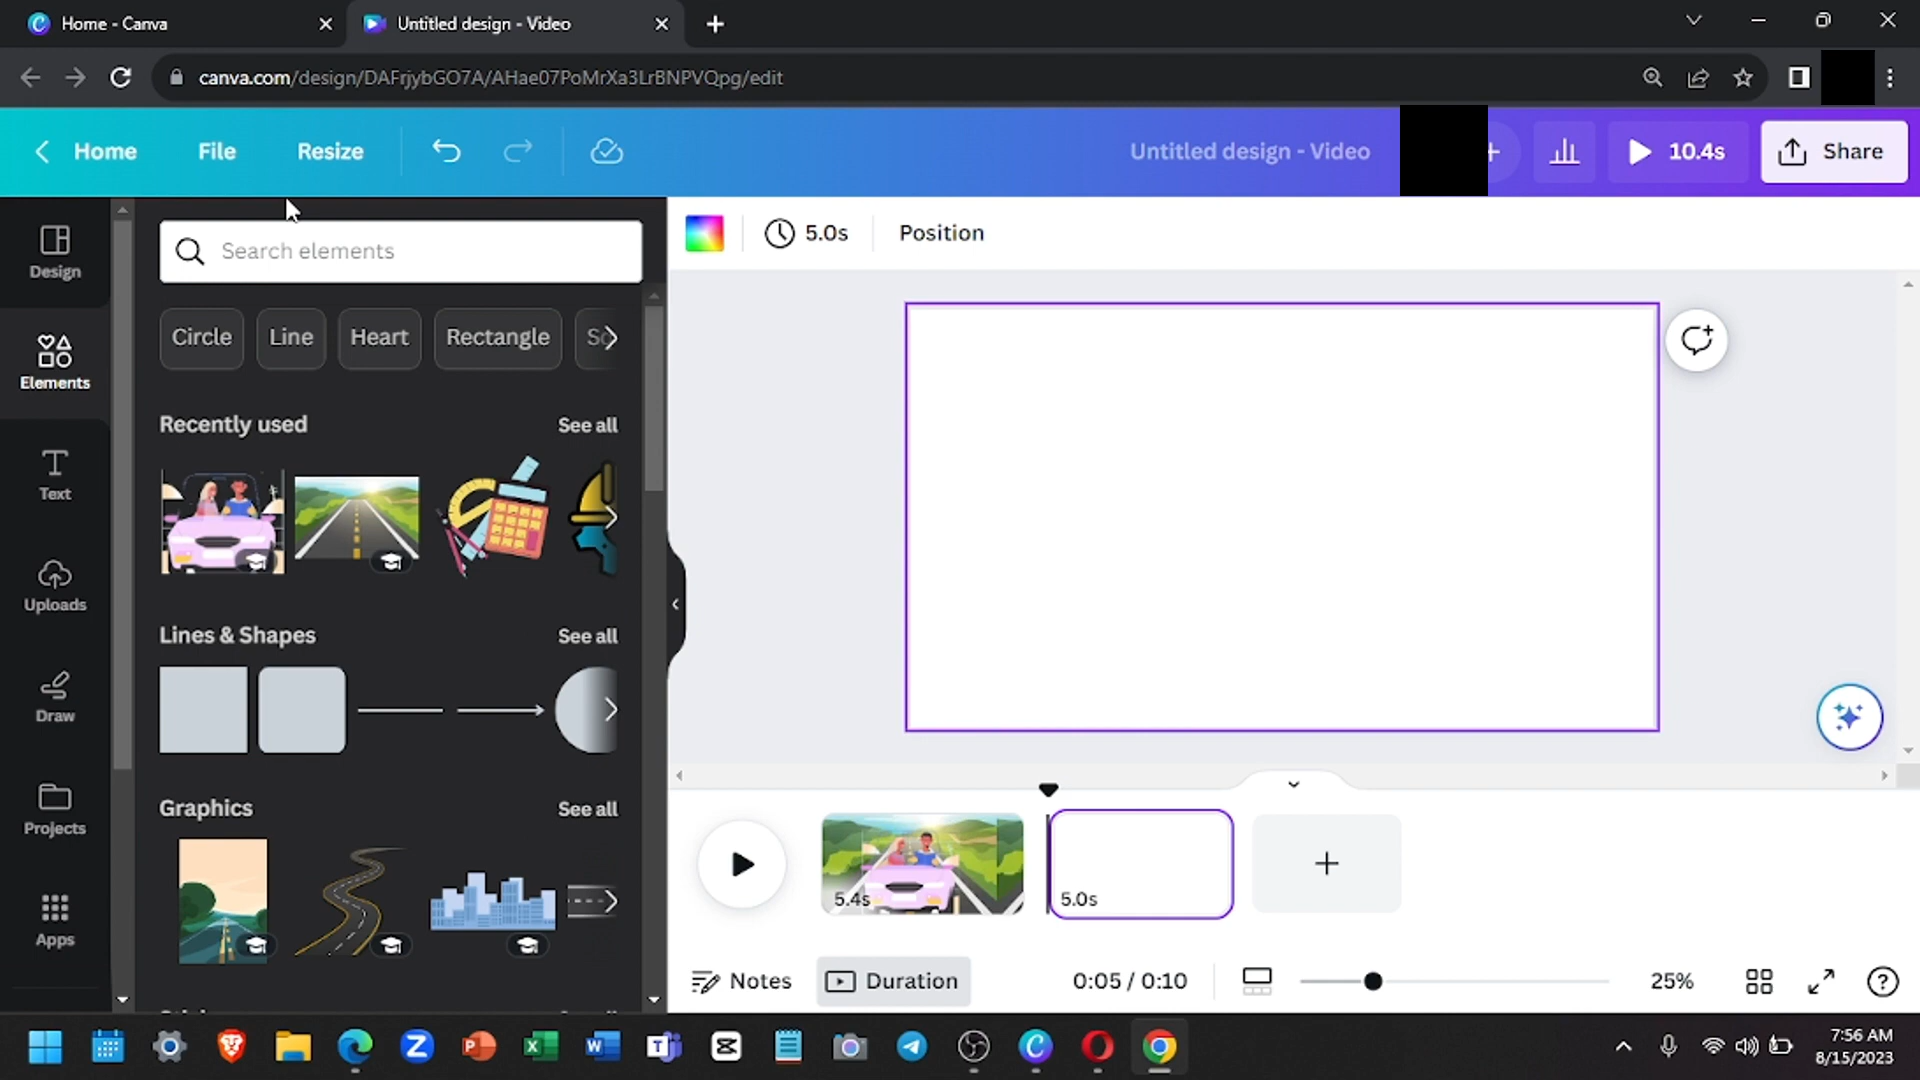 Home - Canva
Untitled design - Video
canva.com/design/DAFrjybGO7A/AHae07PoMrXa3LrBNPVQpg/edit
Home
File
Resize
Untitled design - Video
10.4s
Share
Design
Elements
Text
Uploads
Draw
Projects
Apps
Search elements
Circle
Line
Heart
Rectangle
Recently used
See all
Lines & Shapes
See all
Graphics
See all
5.0s
Position
5.4s
5.0s
Notes
Duration
0:05 / 0:10
25%
7:56 AM
8/15/2023